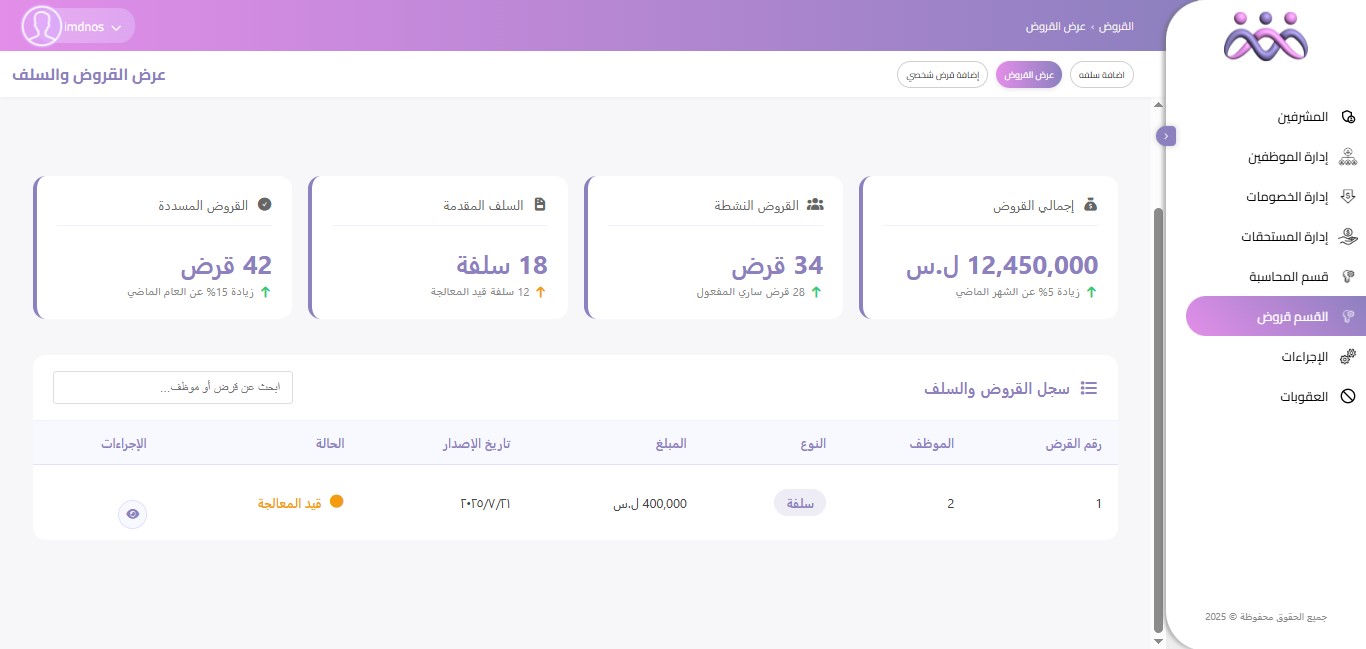 imdnos
القروض › عرض القروض
عرض القروض والسلف
اضافة سلفه
عرض القروض
إضافة قرض شخصي
المشرفين
إدارة الموظفين
إدارة الخصومات
إدارة المستحقات
قسم المحاسبة
القسم قروض
الإجراءات
العقوبات
جميع الحقوق محفوظة © 2025
إجمالي القروض
12,450,000 ل.س
زيادة 5% عن الشهر الماضي
القروض النشطة
34 قرض
28 قرض ساري المفعول
السلف المقدمة
18 سلفة
12 سلفة قيد المعالجة
القروض المسددة
42 قرض
زيادة 15% عن العام الماضي
سجل القروض والسلف
ابحث عن قرض أو موظف...
رقم القرض الموظف النوع المبلغ تاريخ الإصدار الحالة الإجراءات
1 2 سلفة 400,000 ل.س ٢٠٢٥/٧/٢١ قيد المعالجة